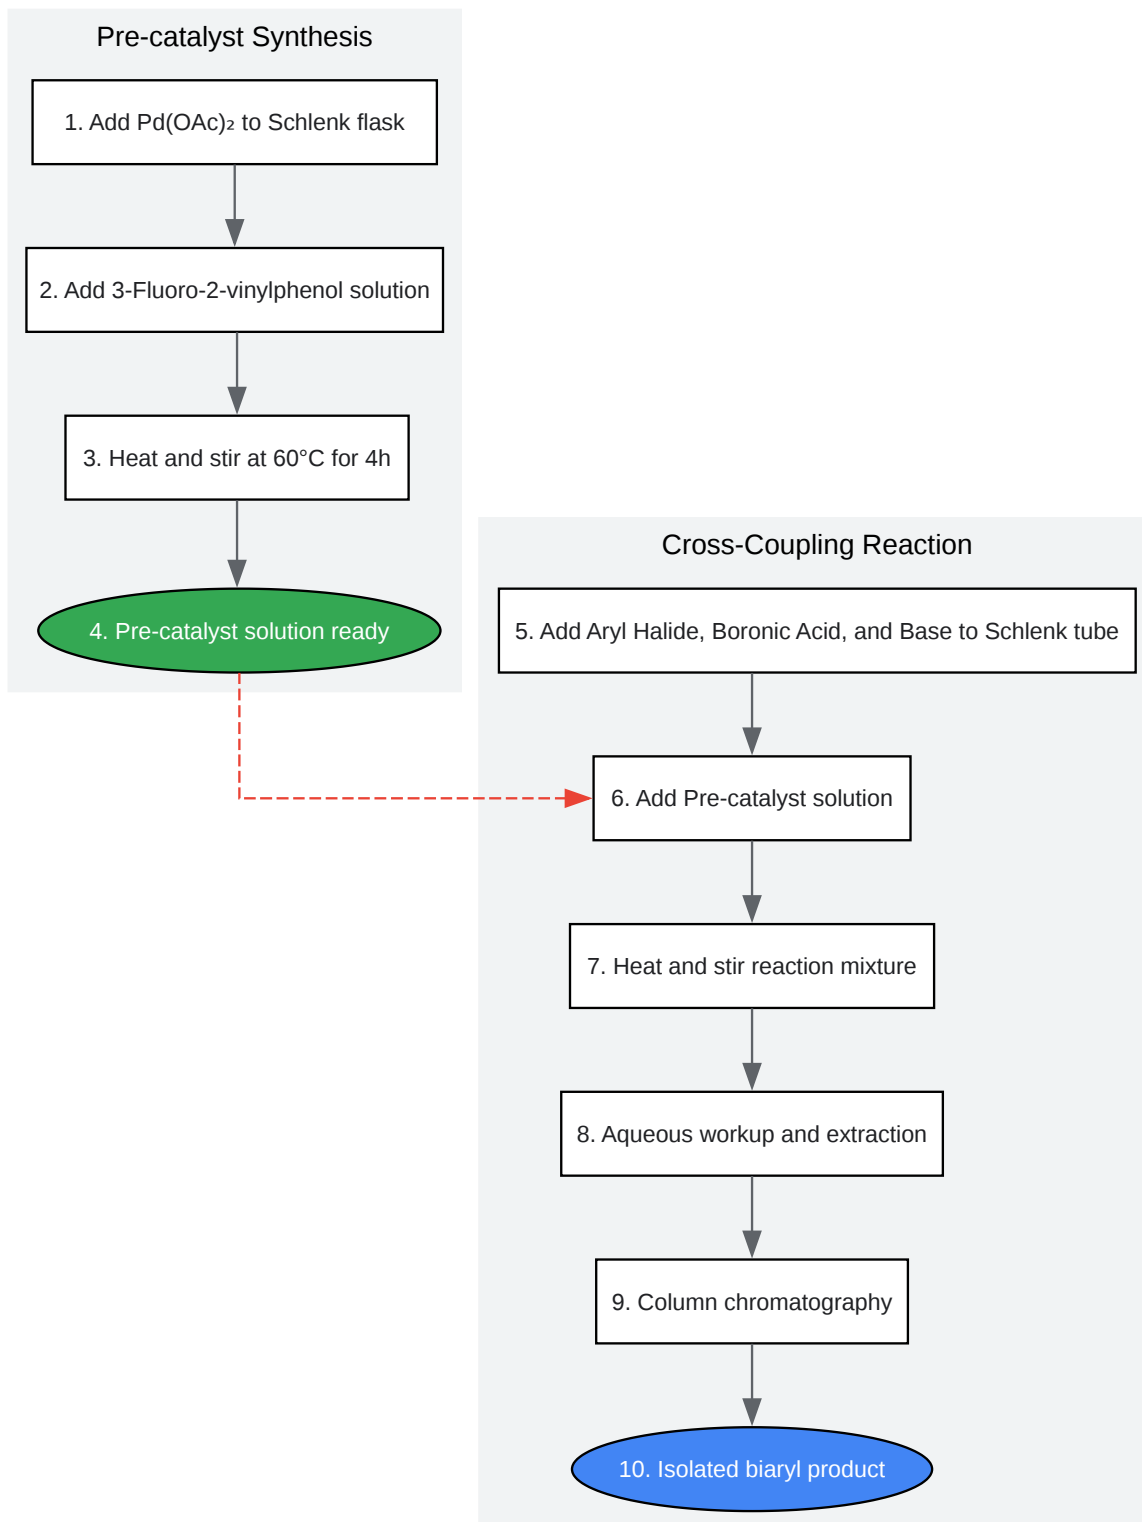 Pre-catalyst Synthesis
1. Add Pd(OAc)₂ to Schlenk flask
2. Add 3-Fluoro-2-vinylphenol solution
3. Heat and stir at 60°C for 4h
4. Pre-catalyst solution ready
Cross-Coupling Reaction
5. Add Aryl Halide, Boronic Acid, and Base to Schlenk tube
6. Add Pre-catalyst solution
7. Heat and stir reaction mixture
8. Aqueous workup and extraction
9. Column chromatography
10. Isolated biaryl product